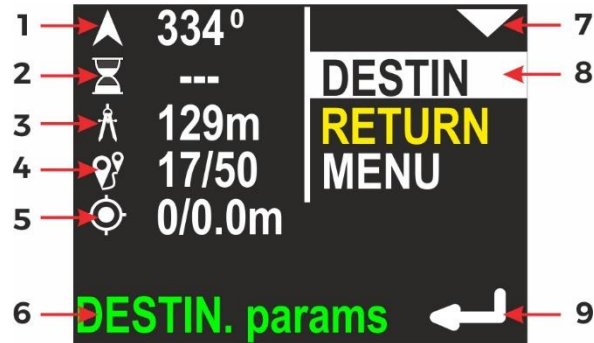 1 334⁰ 7
2 --- DESTIN 8
3 129m RETURN
4 17/50 MENU
5 0/0.0m
6 DESTIN. params 9